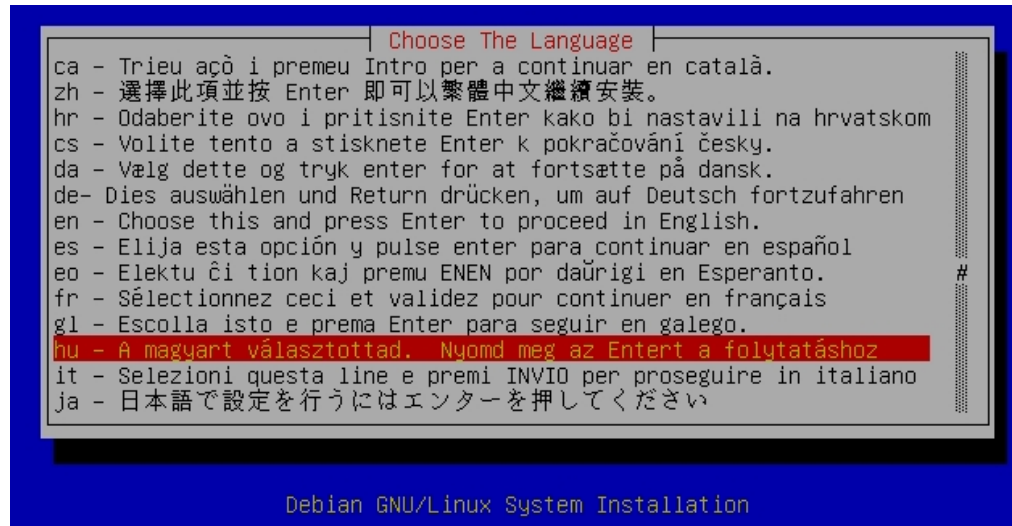 Choose The Language
ca - Trieu açò i premeu Intro per a continuar en català.
zh - 選擇此項並按 Enter 即可以繁體中文繼續安裝。
hr - Odaberite ovo i pritisnite Enter kako bi nastavili na hrvatskom
cs - Volite tento a stisknete Enter k pokračování česky.
da - Vælg dette og tryk enter for at fortsætte på dansk.
de- Dies auswählen und Return drücken, um auf Deutsch fortzufahren
en - Choose this and press Enter to proceed in English.
es - Elija esta opción y pulse enter para continuar en español
eo - Elektu ĉi tion kaj premu ENEN por daŭrigi en Esperanto. #
fr - Sélectionnez ceci et validez pour continuer en français
gl - Escolla isto e prema Enter para seguir en galego.
hu - A magyart választottad.  Nyomd meg az Entert a folytatáshoz
it - Selezioni questa line e premi INVIO per proseguire in italiano
ja - 日本語で設定を行うにはエンターを押してください
Debian GNU/Linux System Installation